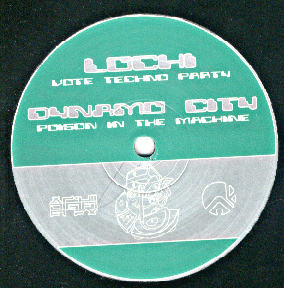 LOCHI
VOTE TECHNO PARTY
DYNAMO CITY
POISON IN THE MACHINE